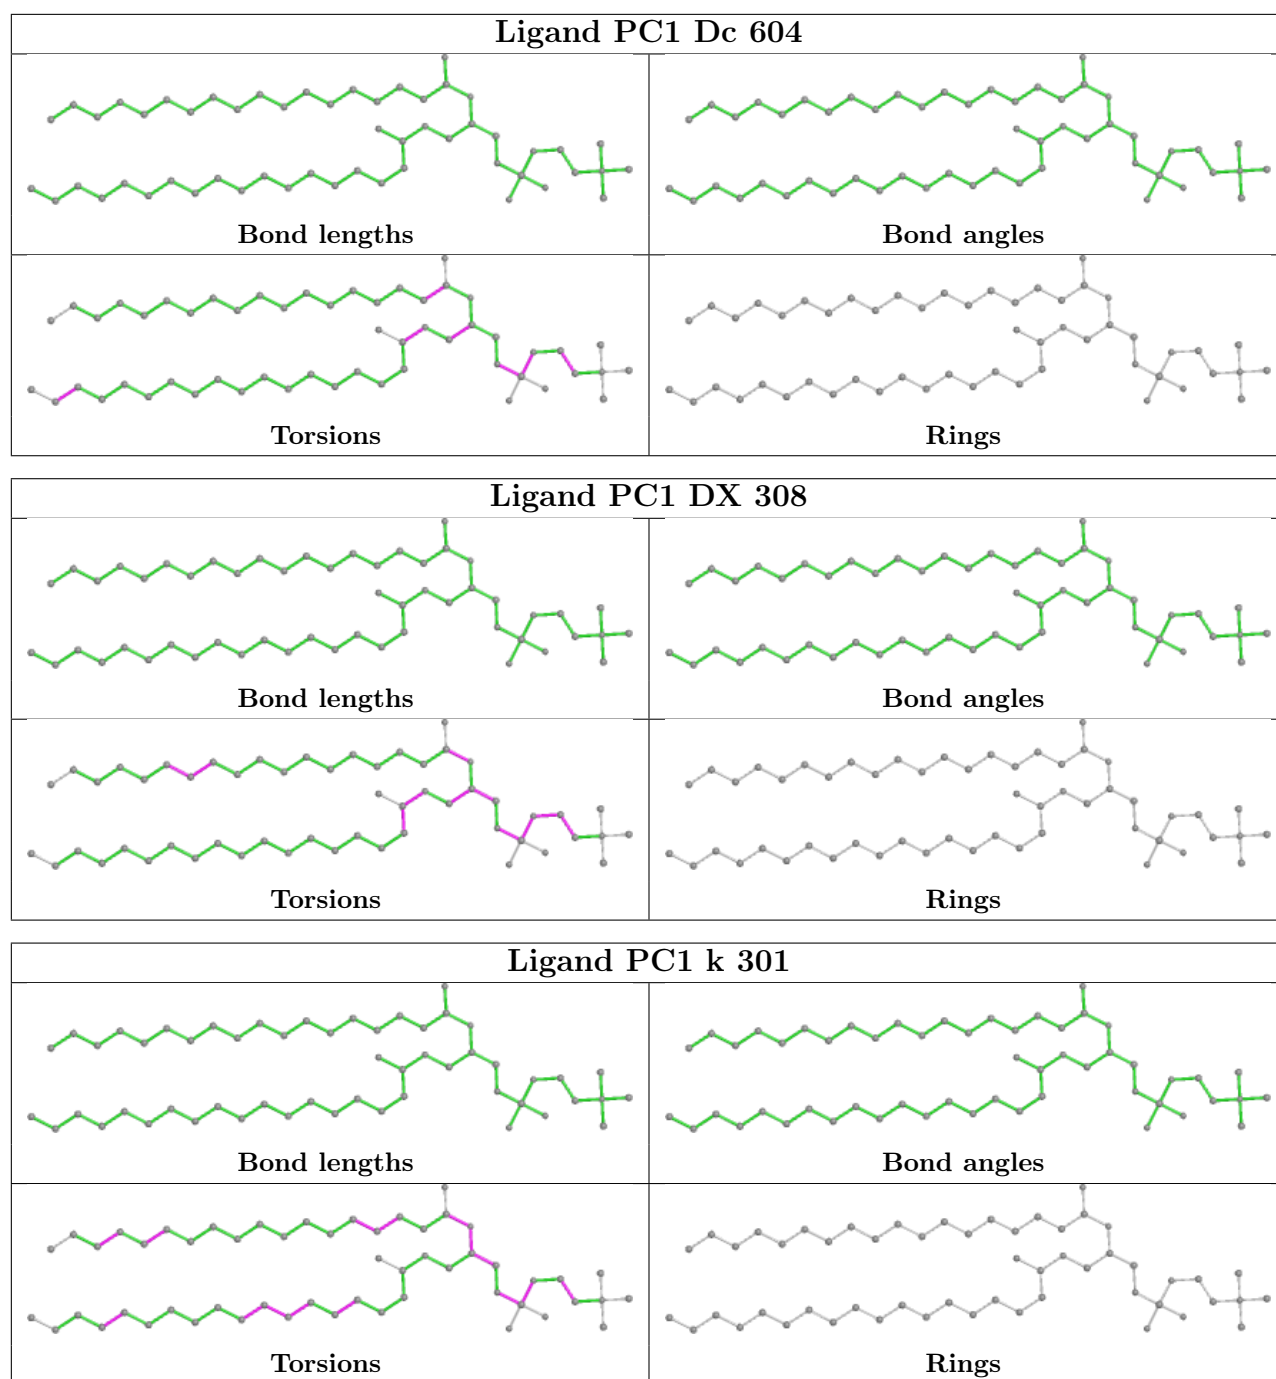 Ligand PC1 Dc 604
Bond lengths
Bond angles
Torsions
Rings
Ligand PC1 DX 308
Bond lengths
Bond angles
Torsions
Rings
Ligand PC1 k 301
Bond lengths
Bond angles
Torsions
Rings